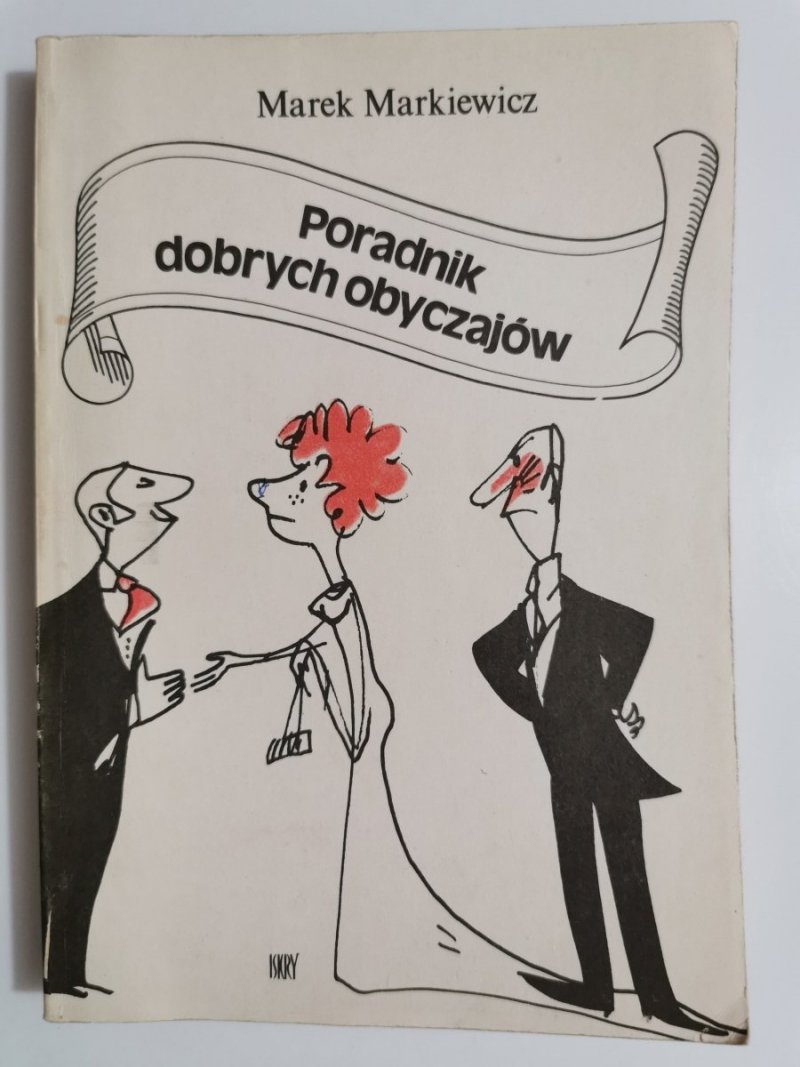 Marek Markiewicz
Poradnik
dobrych obyczajów
ISKRY